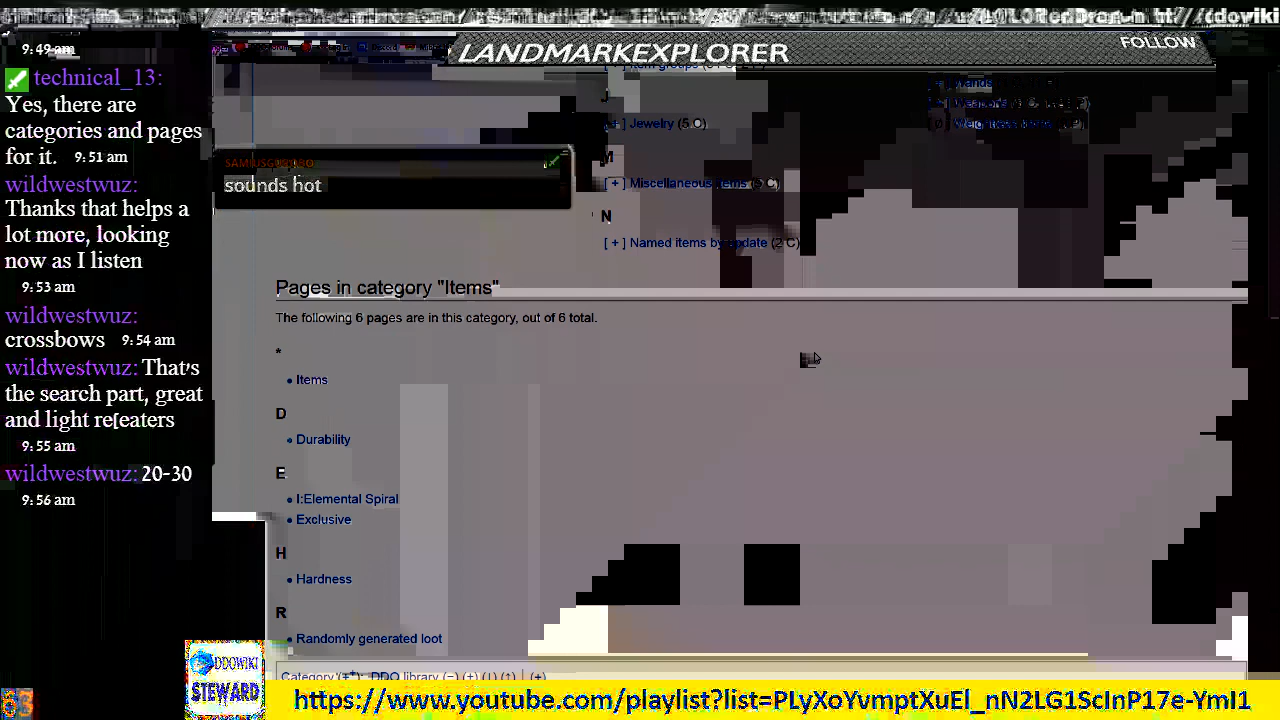 9:49 am
technical_13:
Yes, there are
categories and pages
for it. 9:51 am
wildwestwuz:
Thanks that helps a
lot more, looking
now as I listen
9:53 am
wildwestwuz:
crossbows 9:54 am
wildwestwuz: That's
the search part, great
and light re[eaters
9:55 am
wildwestwuz: 20-30
9:56 am
LANDMARKEXPLORER
FOLLOW
sounds hot
J
[ + ] Jewelry (5 C)
M
[ + ] Miscellaneous items (5 C)
N
[ + ] Named items by update (2 C)
Wands
Weapons
Pages in category "Items"
The following 6 pages are in this category, out of 6 total.
*
• Items
D
• Durability
E
• I:Elemental Spiral
• Exclusive
H
• Hardness
R
• Randomly generated loot
DDOWIKI
STEWARD
https://www.youtube.com/playlist?list=PLyXoYvmptXuEl_nN2LG1ScInP17e-YmI1